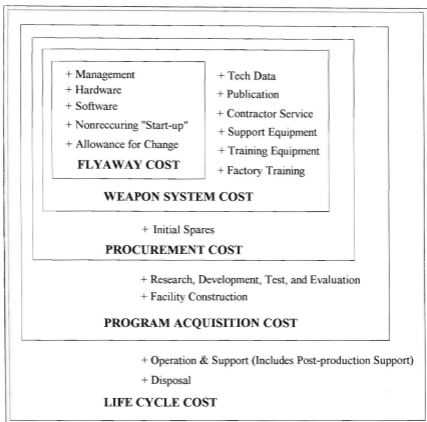 + Management
+ Hardware
+ Software
+ Nonreccuring "Start-up"
+ Allowance for Change
FLYAWAY COST
+ Tech Data
+ Publication
+ Contractor Service
+ Support Equipment
+ Training Equipment
+ Factory Training
WEAPON SYSTEM COST
+ Initial Spares
PROCUREMENT COST
+ Research, Development, Test, and Evaluation
+ Facility Construction
PROGRAM ACQUISITION COST
+ Operation & Support (Includes Post-production Support)
+ Disposal
LIFE CYCLE COST